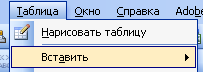 Таблица Окно Справка Adobe
Нарисовать таблицу
Вставить